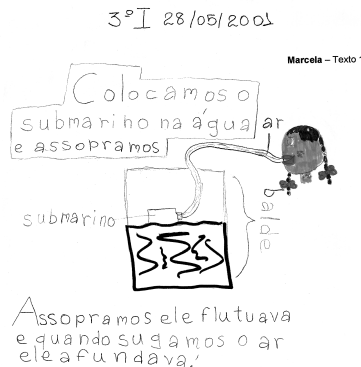 3º I 28/05/2001
Marcela – Texto 1
Colocamos o
submarino na água
e assopramos
ar
submarino
balde
Assopramos ele flutuava
e quando sugamos o ar
ele afundava.